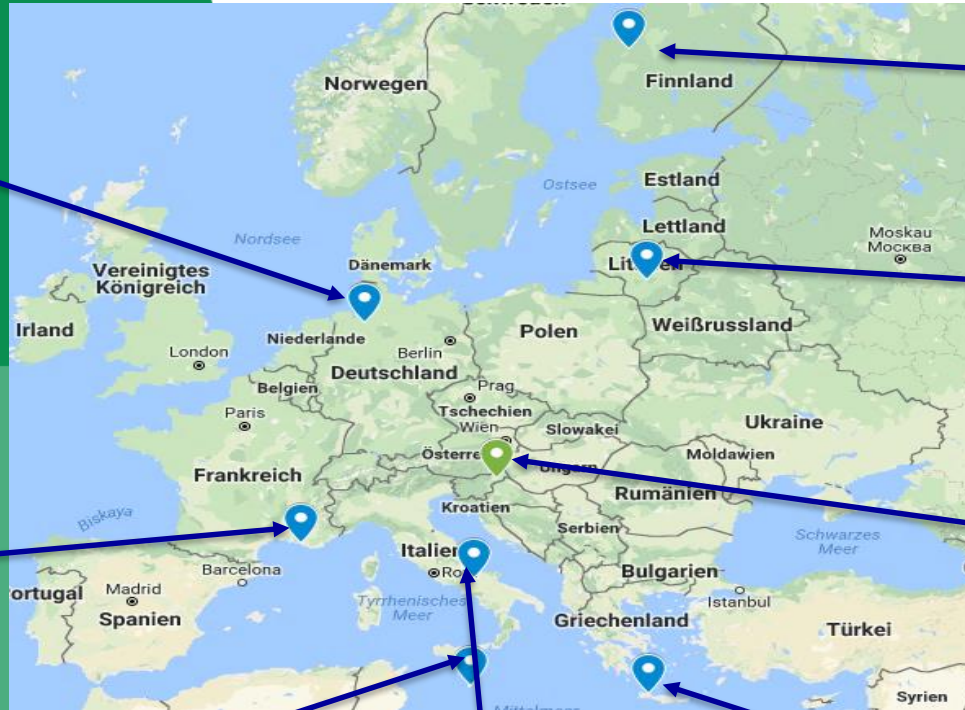 Norwegen
Finnland
Estland
Ostsee
Lettland
Nordsee
Moskau
Москва
Dänemark
Vereinigtes
Königreich
Irland
Niederlande
Polen
Weißrussland
London
Berlin
Deutschland
Belgien
Prag
Paris
Tschechien
Ukraine
Wien
Slowakei
Moldawien
Frankreich
Rumänien
Kroatien
Biskaya
Serbien
Schwarzes
Meer
Italien
Barcelona
Bulgarien
Madrid
Istanbul
Spanien
Tyrrhenisches
Meer
Griechenland
Türkei
Syrien